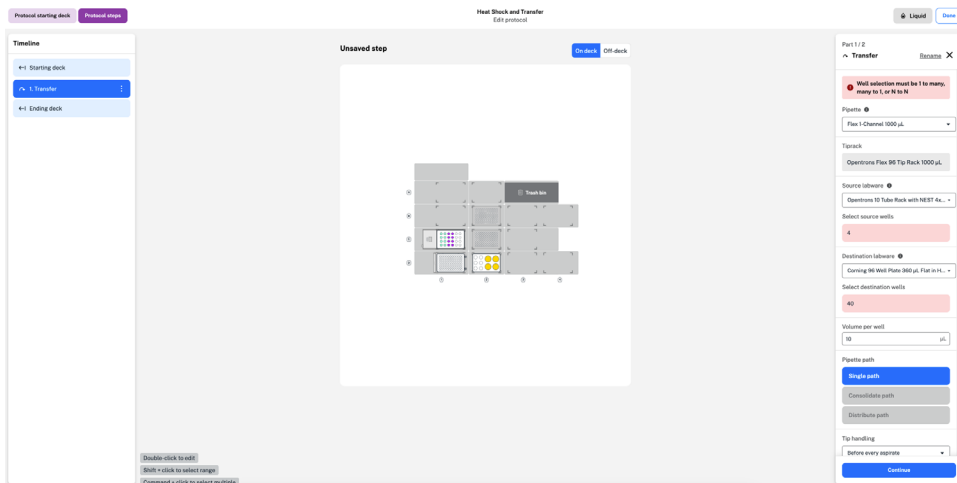 Protocol starting deck
Protocol steps
Heat Shock and Transfer
Edit protocol
Liquid
Done
Timeline
Starting deck
1. Transfer
Ending deck
Unsaved step
On deck
Off-deck
Trash bin
Double-click to edit
Shift + click to select range
Command + click to select multiple
Part 1 / 2
Transfer
Rename
Well selection must be 1 to many,
many to 1, or N to N
Pipette
Flex 1-Channel 1000 μL
Tiprack
Opentrons Flex 96 Tip Rack 1000 μL
Source labware
Opentrons 10 Tube Rack with NEST 4x...
Select source wells
4
Destination labware
Corning 96 Well Plate 360 μL Flat in H...
Select destination wells
40
Volume per well
10
μL
Pipette path
Single path
Consolidate path
Distribute path
Tip handling
Before every aspirate
Continue